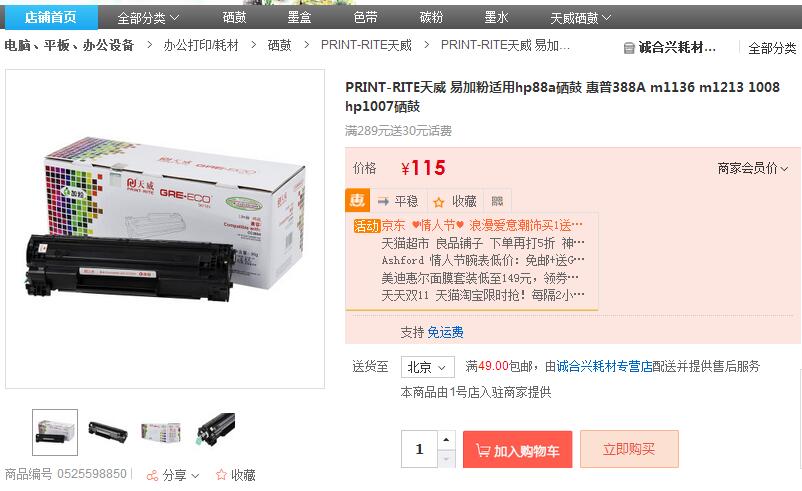 店铺首页 全部分类 硒鼓 墨盒 色带 碳粉 墨水 天威硒鼓
电脑、平板、办公设备 > 办公打印/耗材 > 硒鼓 > PRINT-RITE天威 > PRINT-RITE天威 易加... 诚合兴耗材... 全部分类
天威
PRINT-RITE
GRE-ECO
加粉
Compatible with
天威
PRINT-RITE
GRE-ECO
PRINT-RITE天威 易加粉适用hp88a硒鼓 惠普388A m1136 m1213 1008
hp1007硒鼓
满289元送30元话费
价格 ¥115 商家会员价
惠 平稳 收藏
活动 京东 ♥情人节♥ 浪漫爱意潮饰买1送…
天猫超市 良品铺子 下单再打5折 神…
Ashford 情人节腕表低价：免邮+送G…
美迪惠尔面膜套装低至149元，领券…
天天双11 天猫淘宝限时抢！每隔2小…
支持 免运费
送货至 北京 满49.00包邮，由诚合兴耗材专营店配送并提供售后服务
本商品由1号店入驻商家提供
1 加入购物车 立即购买
商品编号 0525598850 分享 收藏